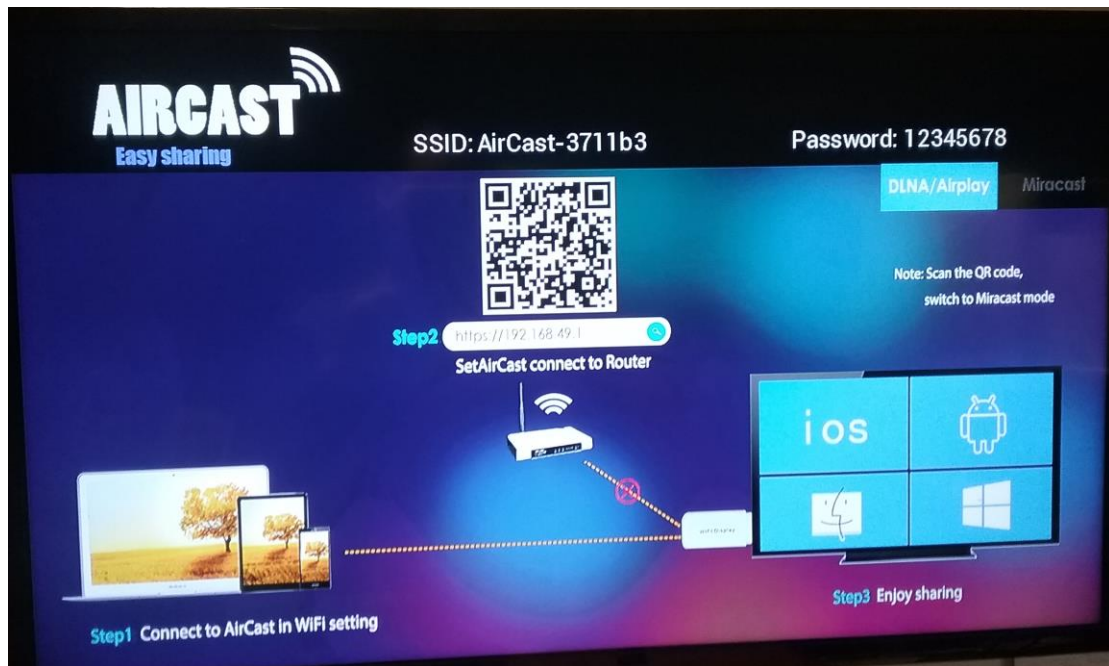 AIRCAST
Easy sharing
SSID: AirCast-3711b3
Password: 12345678
DLNA/Airplay
Miracast
Note: Scan the QR code,
switch to Miracast mode
Step2 https://192.168.49.1
SetAirCast connect to Router
ios
Step3 Enjoy sharing
Step1 Connect to AirCast in WiFi setting